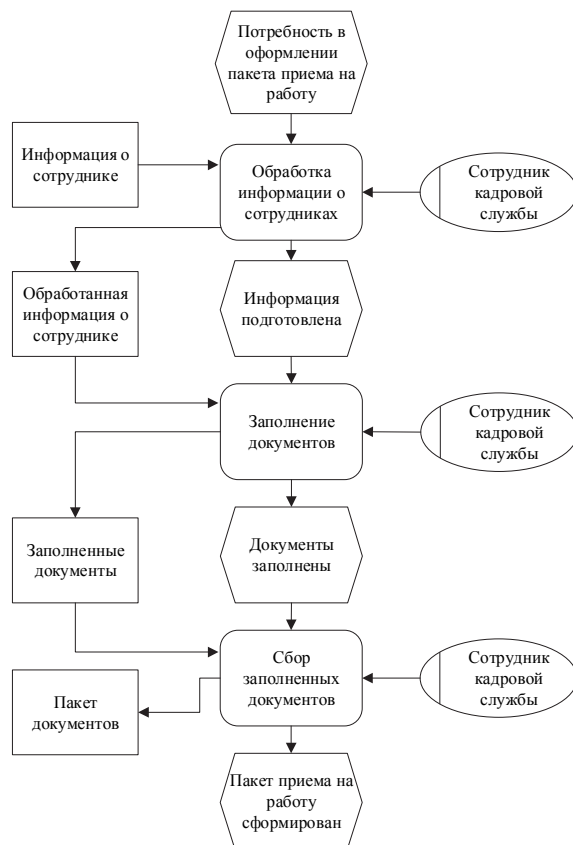 Потребность в
оформлении
пакета приема на
работу
Информация о
сотруднике
Обработка
информации о
сотрудниках
Сотрудник
кадровой
службы
Обработанная
информация о
сотруднике
Информация
подготовлена
Заполнение
документов
Сотрудник
кадровой
службы
Заполненные
документы
Документы
заполнены
Сбор
заполненных
документов
Сотрудник
кадровой
службы
Пакет
документов
Пакет приема на
работу
сформирован